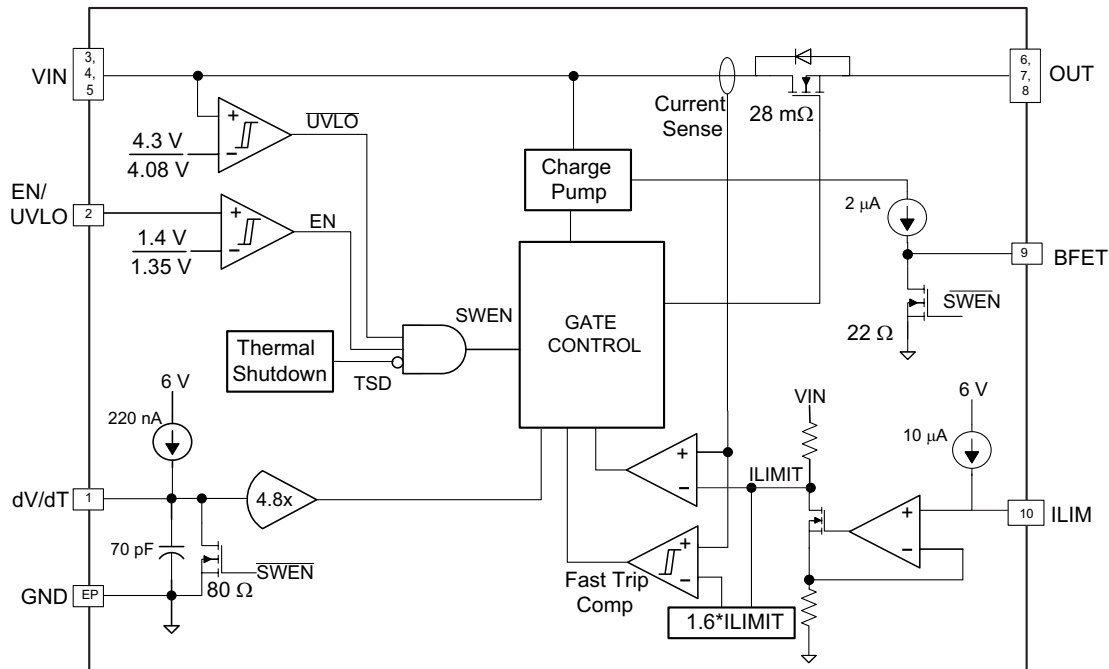 VIN
3,
4,
5
6,
7,
8
OUT
Current
Sense
28 mΩ
+
−
4.3 V
4.08 V
UVLO
Charge
Pump
EN/
UVLO
2
+
−
1.4 V
1.35 V
EN
2 μA
9
BFET
SWEN
22 Ω
SWEN
GATE
CONTROL
Thermal
Shutdown
TSD
6 V
220 nA
VIN
6 V
10 μA
dV/dT
1
4.8x
+
−
ILIMIT
+
−
10
ILIM
70 pF
SWEN
80 Ω
GND
EP
+
−
Fast Trip
Comp
1.6*ILIMIT